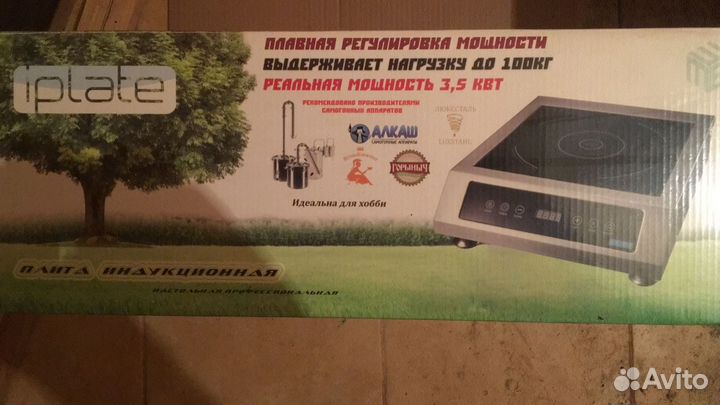 iplate
ПЛАВНАЯ РЕГУЛИРОВКА МОЩНОСТИ
ВЫДЕРЖИВАЕТ НАГРУЗКУ ДО 100КГ
РЕАЛЬНАЯ МОЩНОСТЬ 3,5 КВТ
РЕКОМЕНДОВАНО ПРОИЗВОДИТЕЛЯМИ
САМОГОННЫХ АППАРАТОВ
АЛКАШ
САМОГОННЫЕ АППАРАТЫ
ЛЮКССТАЛЬ
LUXSTAHL
ГОРЫНЫЧ
Идеальна для хобби
ПЛИТА ИНДУКЦИОННАЯ
НАСТОЛЬНАЯ ПРОФЕССИОНАЛЬНАЯ
Avito